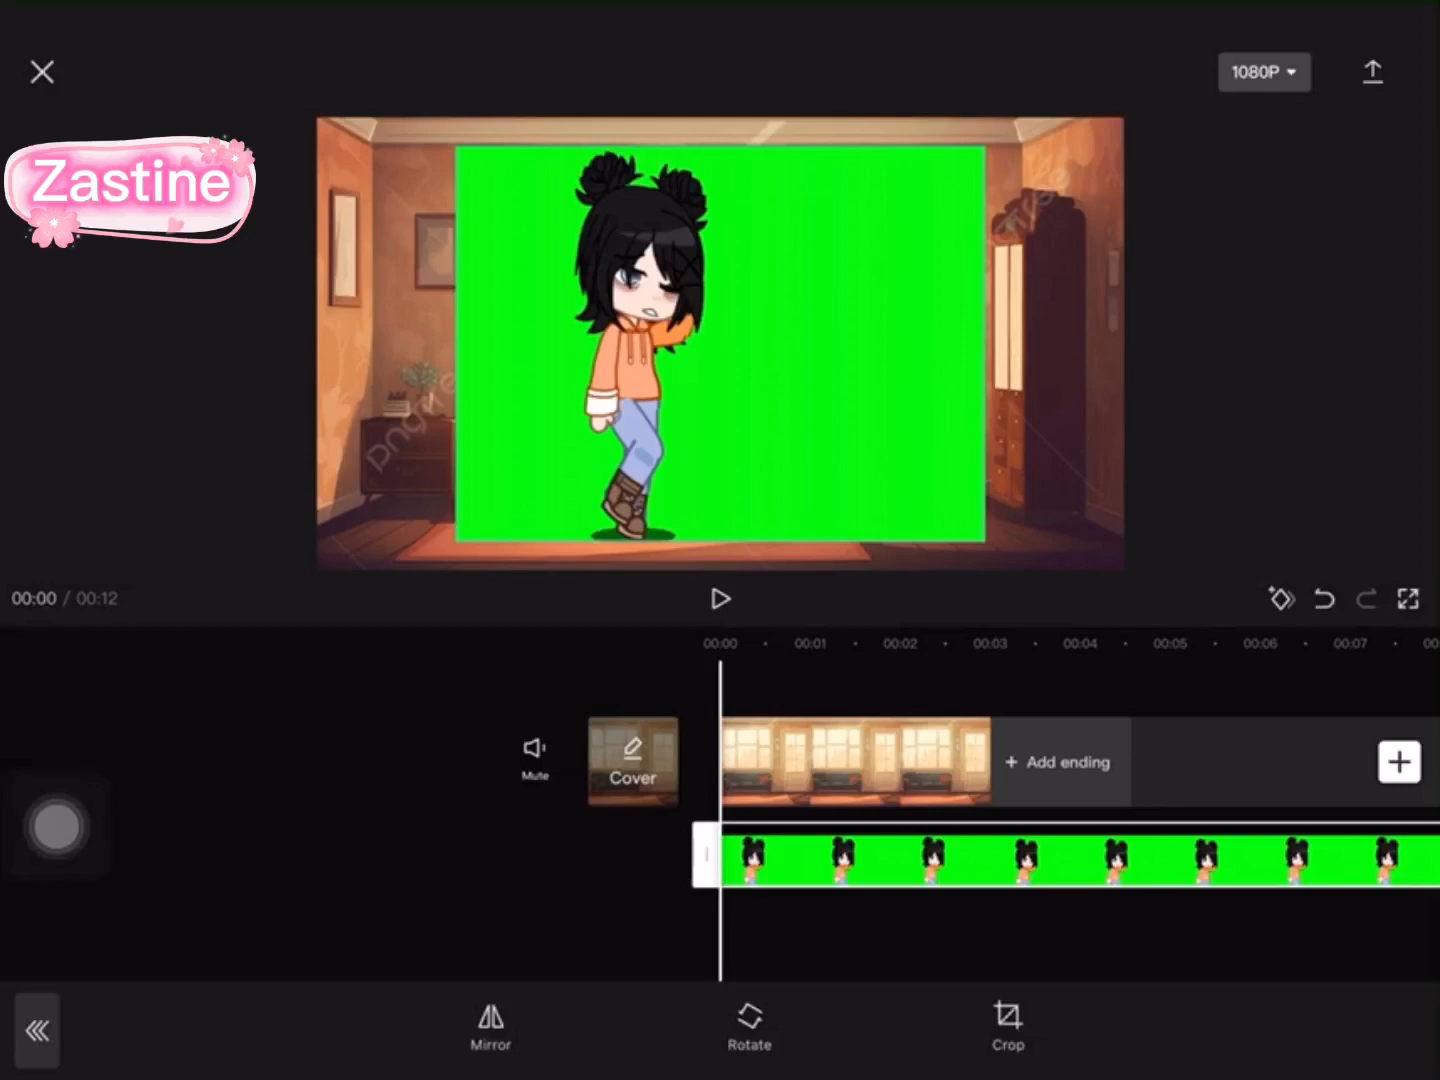 1080P
Zastine
00:00 / 00:12
00:00 00:01 00:02 00:03 00:04 00:05 00:06 00:07 00
Mute
Cover
+ Add ending
Mirror
Rotate
Crop